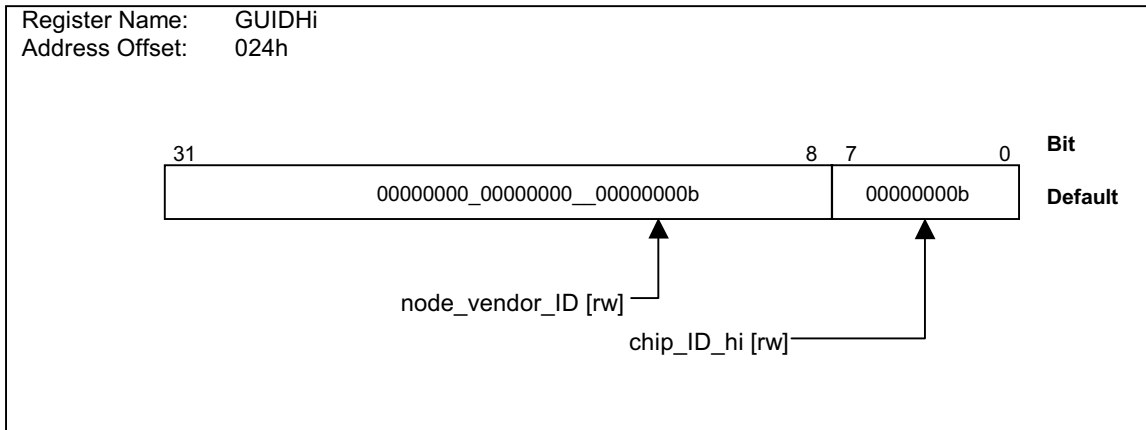 Register Name: GUIDHi
Address Offset: 024h
31 8 7 0 Bit
00000000_00000000__00000000b 00000000b Default
node_vendor_ID [rw]
chip_ID_hi [rw]